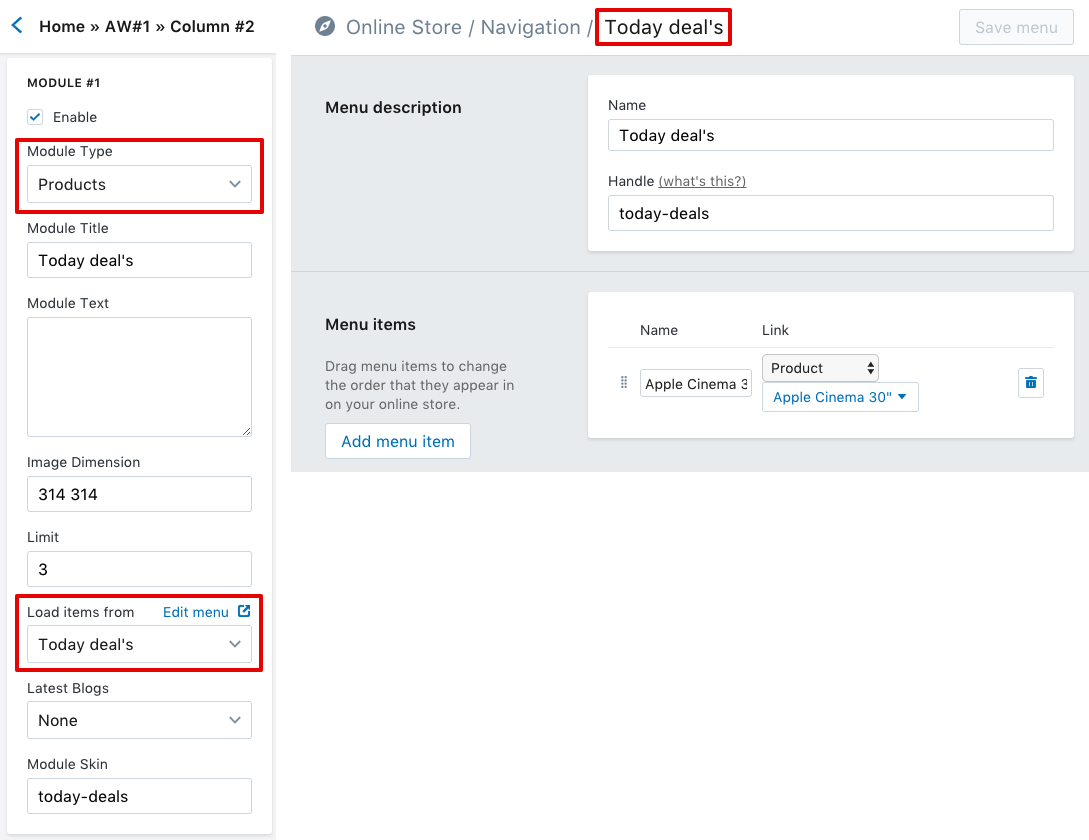 Home » AW#1 » Column #2
MODULE #1
Enable
Module Type
Products
Module Title
Today deal's
Module Text
Image Dimension
314 314
Limit
3
Load items from Edit menu
Today deal's
Latest Blogs
None
Module Skin
today-deals
Online Store / Navigation / Today deal's
Save menu
Menu description
Name
Today deal's
Handle (what's this?)
today-deals
Menu items
Drag menu items to change
the order that they appear in
on your online store.
Add menu item
Name Link
Apple Cinema 3
Product
Apple Cinema 30"